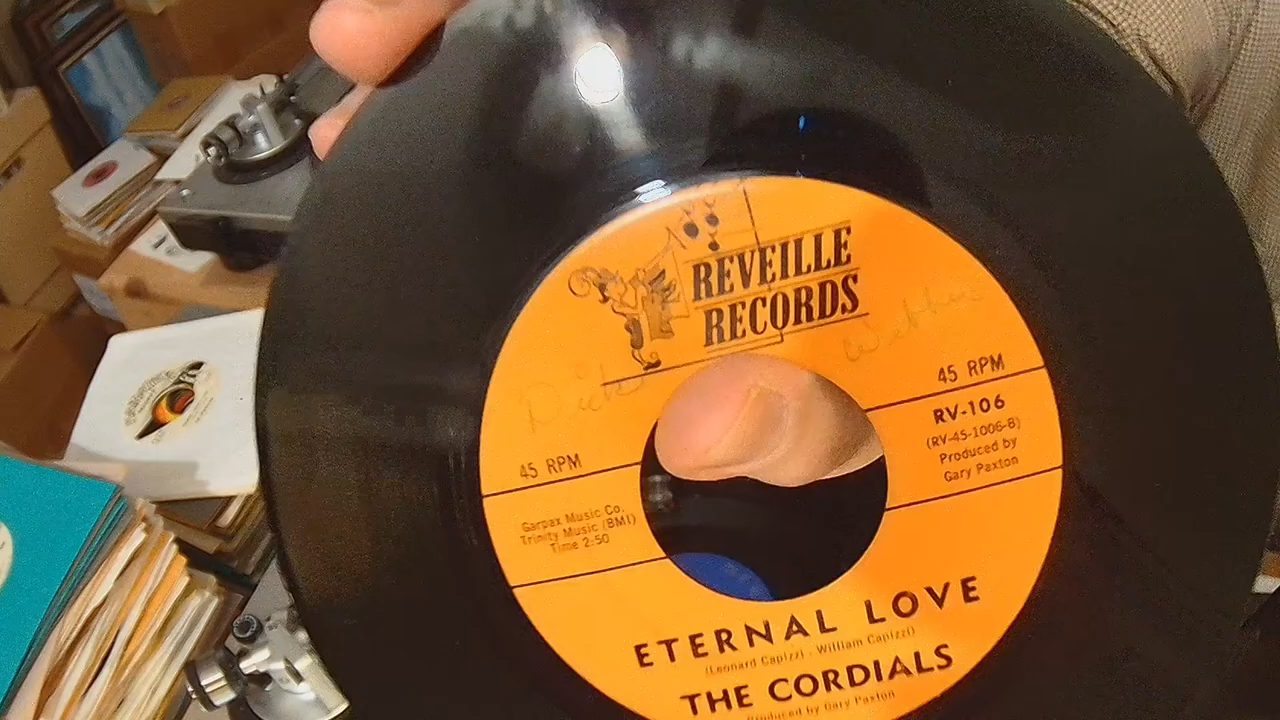 REVEILLE
RECORDS
Dick
45 RPM
45 RPM
RV-106
(RV-45-1006-B)
Produced by
Gary Paxton
Garpax Music Co.
Trinity Music (BMI)
Time 2:50
ETERNAL LOVE
(Leonard Capizzi - William Capizzi)
THE CORDIALS
Produced by Gary Paxton